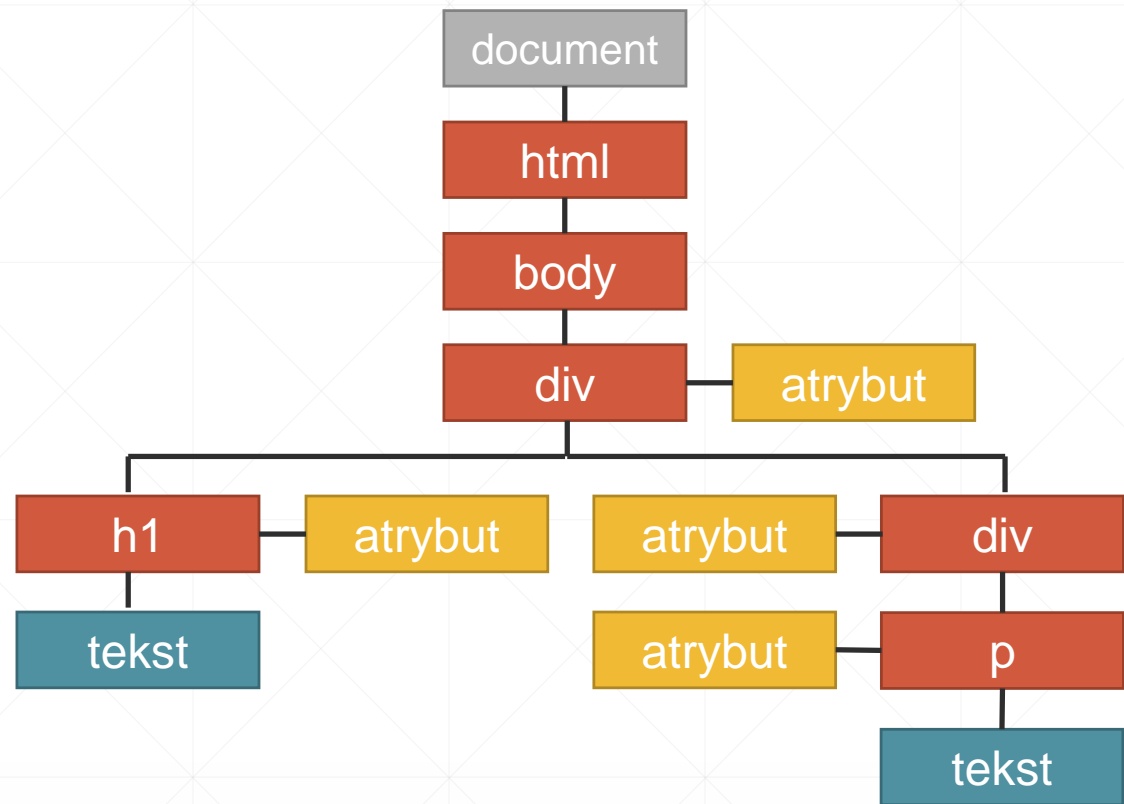 document
html
body
div
atrybut
h1
atrybut
atrybut
div
tekst
atrybut
p
tekst